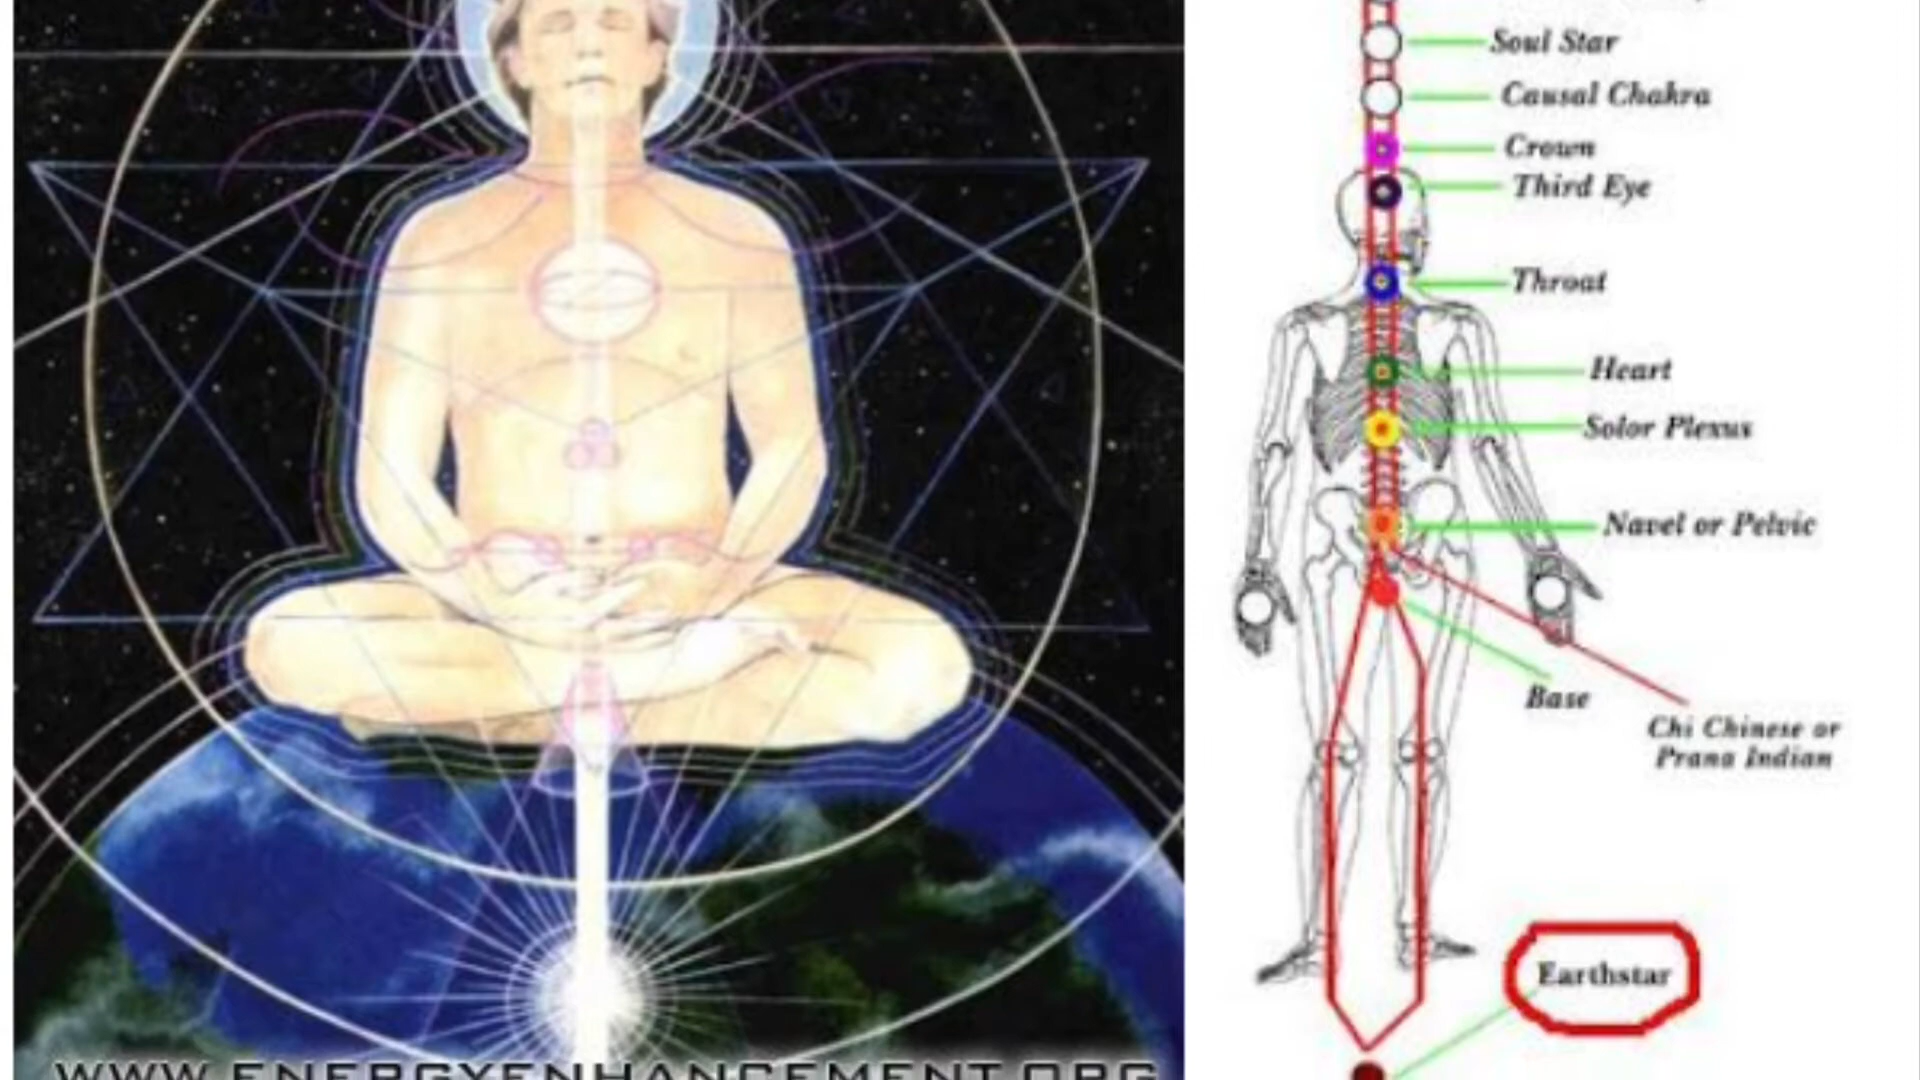 Soul Star
Causal Chakra
Crown
Third Eye
Throat
Heart
Solor Plexus
Navel or Pelvic
Base
Chi Chinese or
Prana Indian
Earthstar
WWW.ENERGYENHANCEMENT.ORG